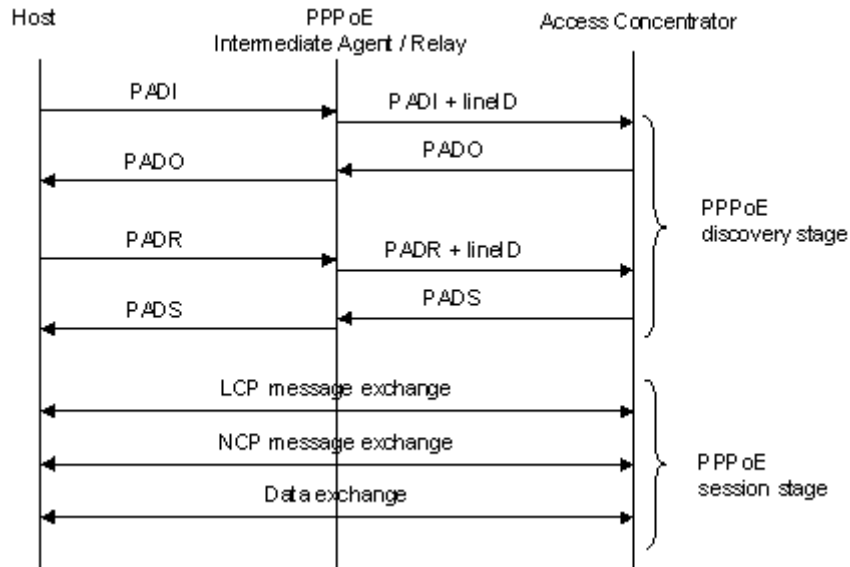 Host
PPPoE
Intermediate Agent / Relay
Access Concentrator
PADI
PADI + lineID
PADO
PADO
PADR
PADR + lineID
PADS
PADS
PPPoE
discovery stage
LCP message exchange
NCP message exchange
Data exchange
PPPoE
session stage